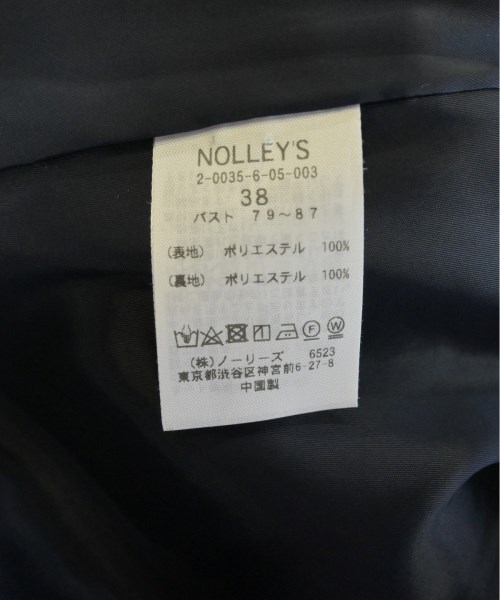 NOLLEY'S
2-0035-6-05-003
38
バスト 79～87
(表地) ポリエステル 100%
(裏地) ポリエステル 100%
F W
(株)ノーリーズ 6523
東京都渋谷区神宮前6-27-8
中国製